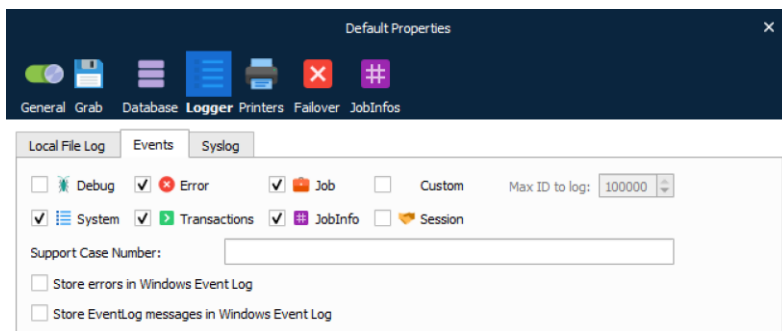 Default Properties
General Grab Database Logger Printers Failover JobInfos
Local File Log Events Syslog
Debug Error Job Custom Max ID to log: 100000
System Transactions JobInfo Session
Support Case Number:
Store errors in Windows Event Log
Store EventLog messages in Windows Event Log